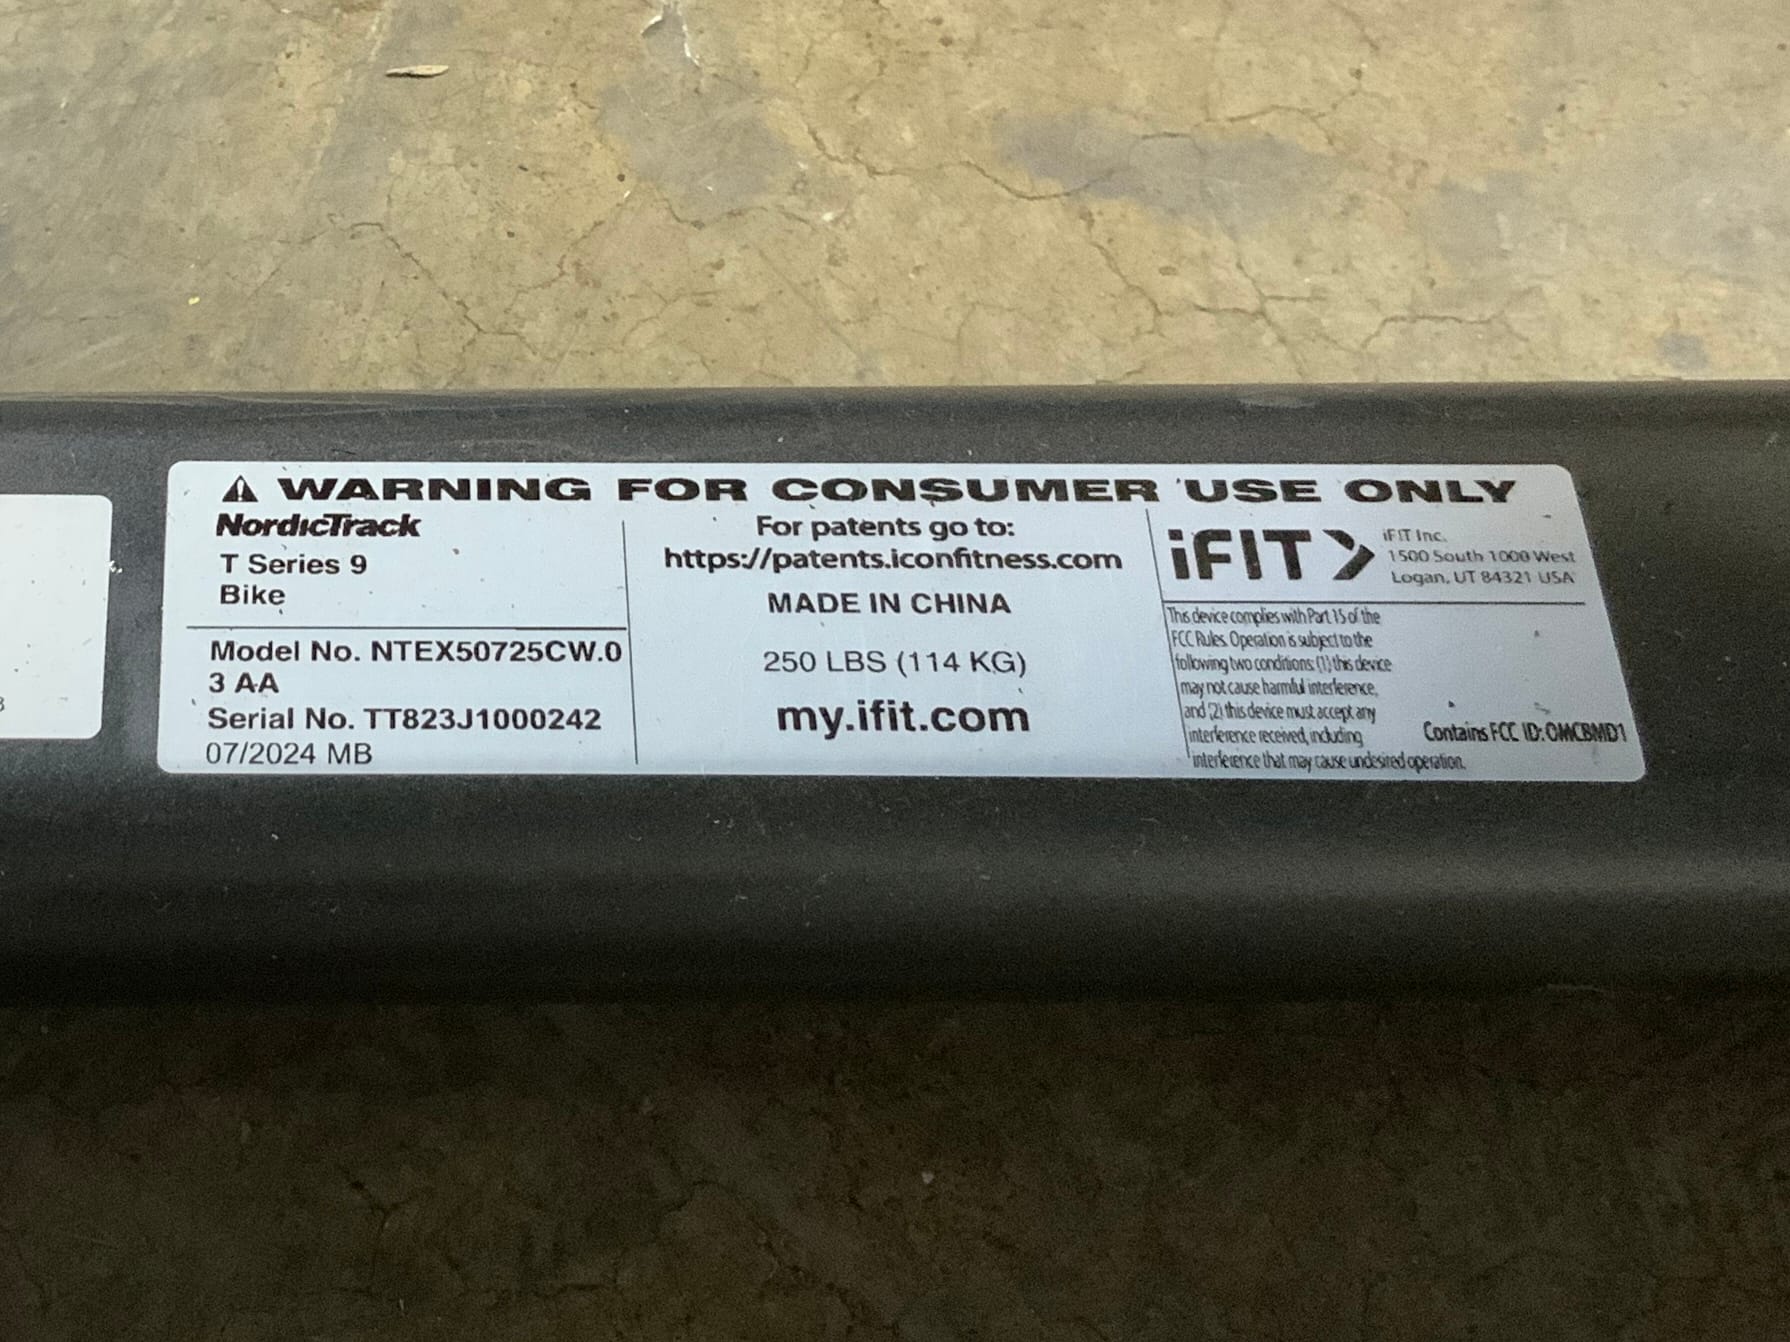 ⚠ WARNING FOR CONSUMER USE ONLY
NordicTrack
T Series 9
Bike
Model No. NTEX50725CW.0
3 AA
Serial No. TT823J1000242
07/2024 MB
For patents go to:
https://patents.iconfitness.com
MADE IN CHINA
250 LBS (114 KG)
my.ifit.com
iFIT
iFIT Inc.
1500 South 1000 West
Logan, UT 84321 USA
This device complies with Part 15 of the
FCC Rules. Operation is subject to the
following two conditions: (1) this device
may not cause harmful interference,
and (2) this device must accept any
interference received, including
interference that may cause undesired operation.
Contains FCC ID: OMCBMD1